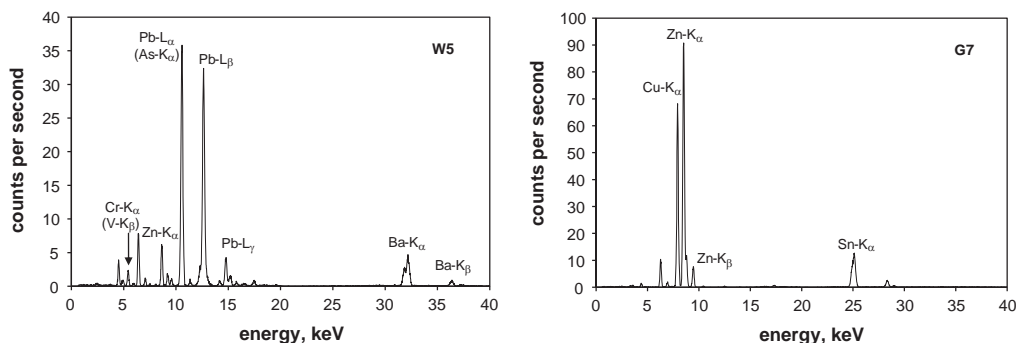 W5
counts per second
40
35
30
25
20
15
10
5
0
Pb-Lα
(As-Kα)
Pb-Lβ
Cr-Kα
(V-Kβ)
Zn-Kα
Pb-Lγ
Ba-Kα
Ba-Kβ
0 5 10 15 20 25 30 35 40
energy, keV
G7
counts per second
100
90
80
70
60
50
40
30
20
10
0
Zn-Kα
Cu-Kα
Zn-Kβ
Sn-Kα
0 5 10 15 20 25 30 35 40
energy, keV